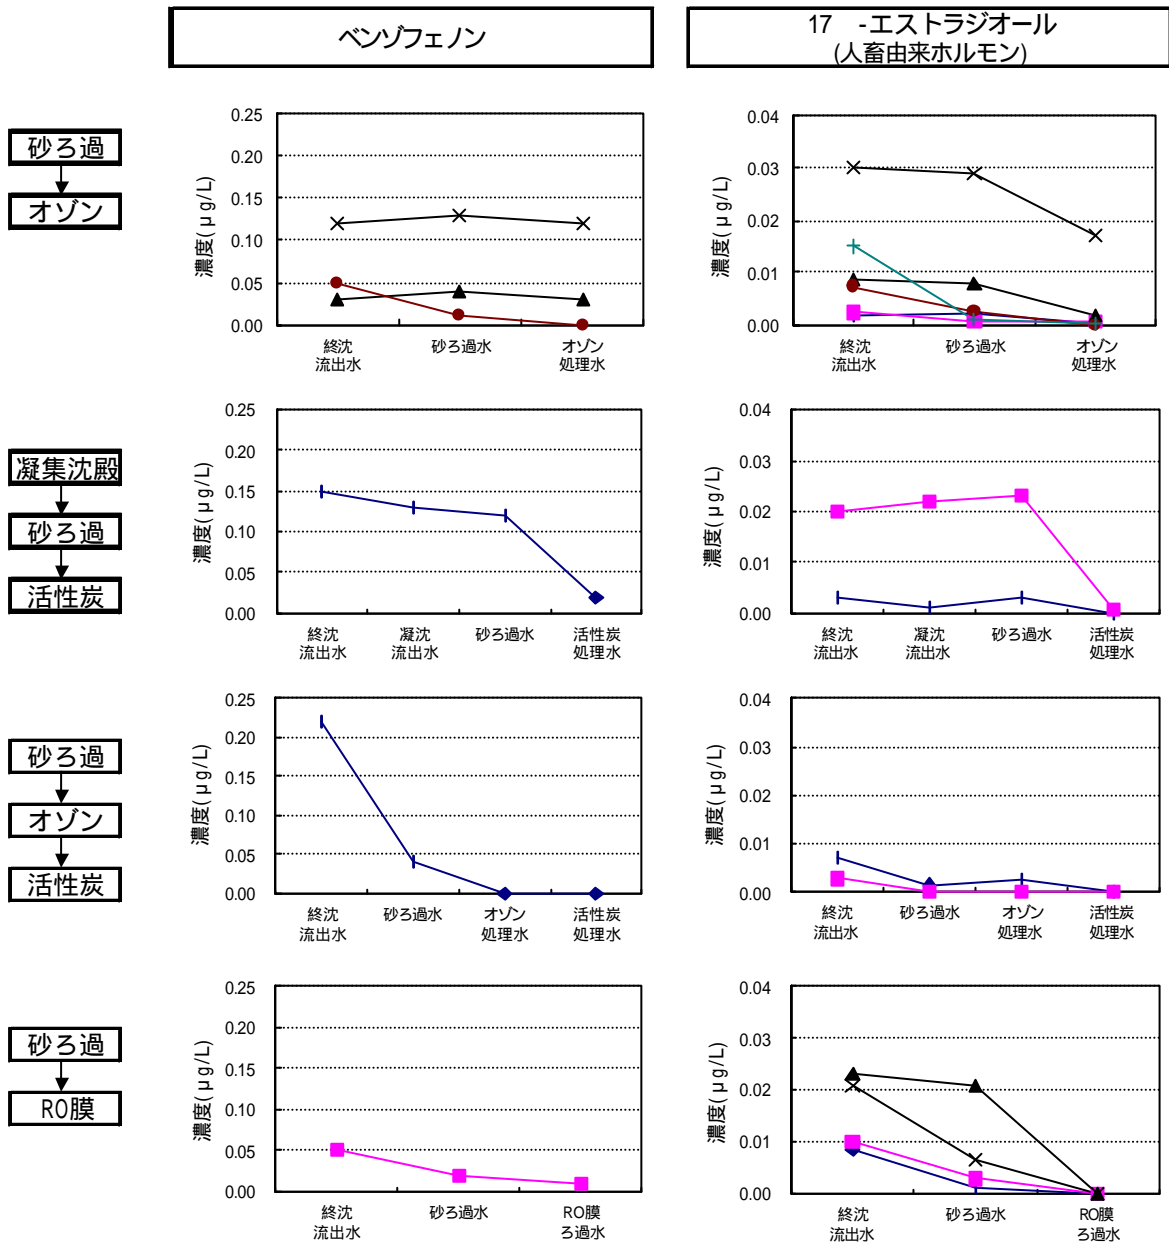 ベンゾフェノン
17 -エストラジオール
(人畜由来ホルモン)
砂ろ過
オゾン
濃度(μg/L)
0.25
0.20
0.15
0.10
0.05
0.00
終沈
流出水
砂ろ過水
オゾン
処理水
濃度(μg/L)
0.04
0.03
0.02
0.01
0.00
終沈
流出水
砂ろ過水
オゾン
処理水
凝集沈殿
砂ろ過
活性炭
濃度(μg/L)
0.25
0.20
0.15
0.10
0.05
0.00
終沈
流出水
凝沈
流出水
砂ろ過水
活性炭
処理水
濃度(μg/L)
0.04
0.03
0.02
0.01
0.00
終沈
流出水
凝沈
流出水
砂ろ過水
活性炭
処理水
砂ろ過
オゾン
活性炭
濃度(μg/L)
0.25
0.20
0.15
0.10
0.05
0.00
終沈
流出水
砂ろ過水
オゾン
処理水
活性炭
処理水
濃度(μg/L)
0.04
0.03
0.02
0.01
0.00
終沈
流出水
砂ろ過水
オゾン
処理水
活性炭
処理水
砂ろ過
RO膜
濃度(μg/L)
0.25
0.20
0.15
0.10
0.05
0.00
終沈
流出水
砂ろ過水
RO膜
ろ過水
濃度(μg/L)
0.04
0.03
0.02
0.01
0.00
終沈
流出水
砂ろ過水
RO膜
ろ過水